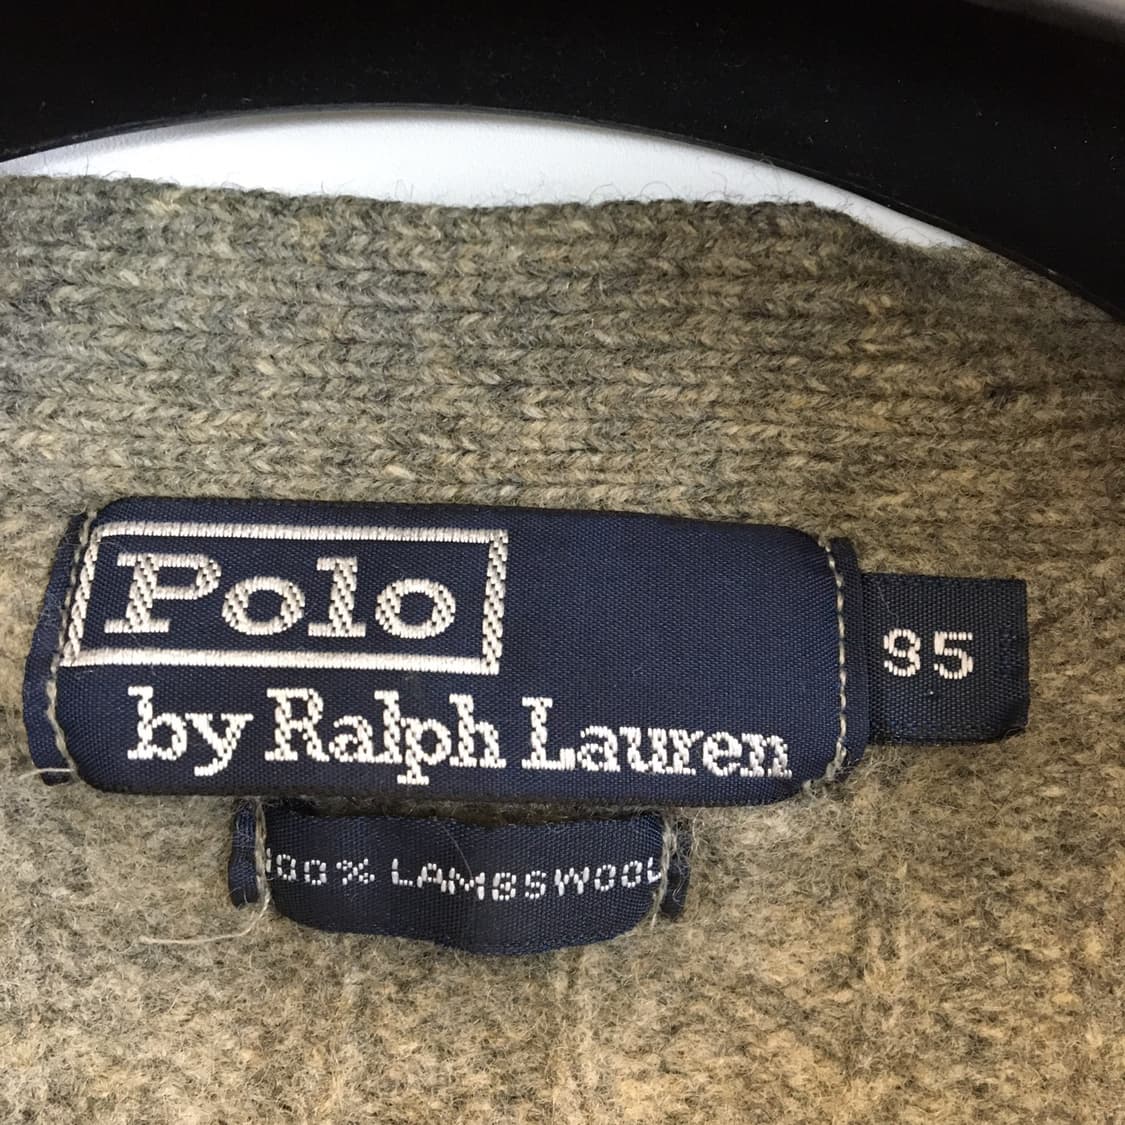 Polo
by Ralph Lauren
95
100% LAMBSWOOL